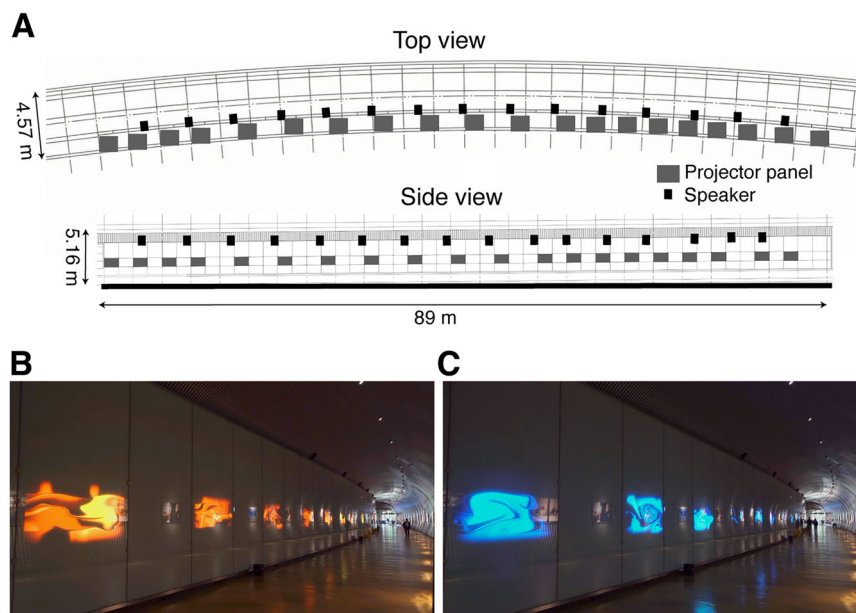 A
Top view
4.57 m
Projector panel
Speaker
Side view
5.16 m
89 m
B
C